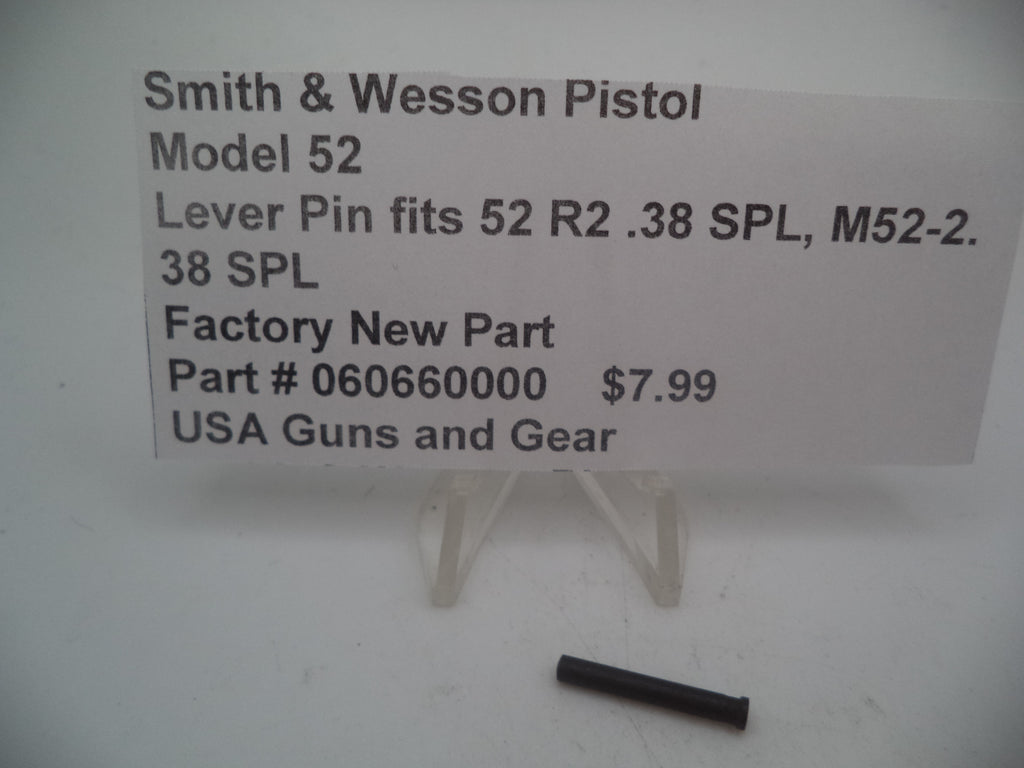 Smith & Wesson Pistol
Model 52
Lever Pin fits 52 R2 .38 SPL, M52-2.
38 SPL
Factory New Part
Part # 060660000 $7.99
USA Guns and Gear